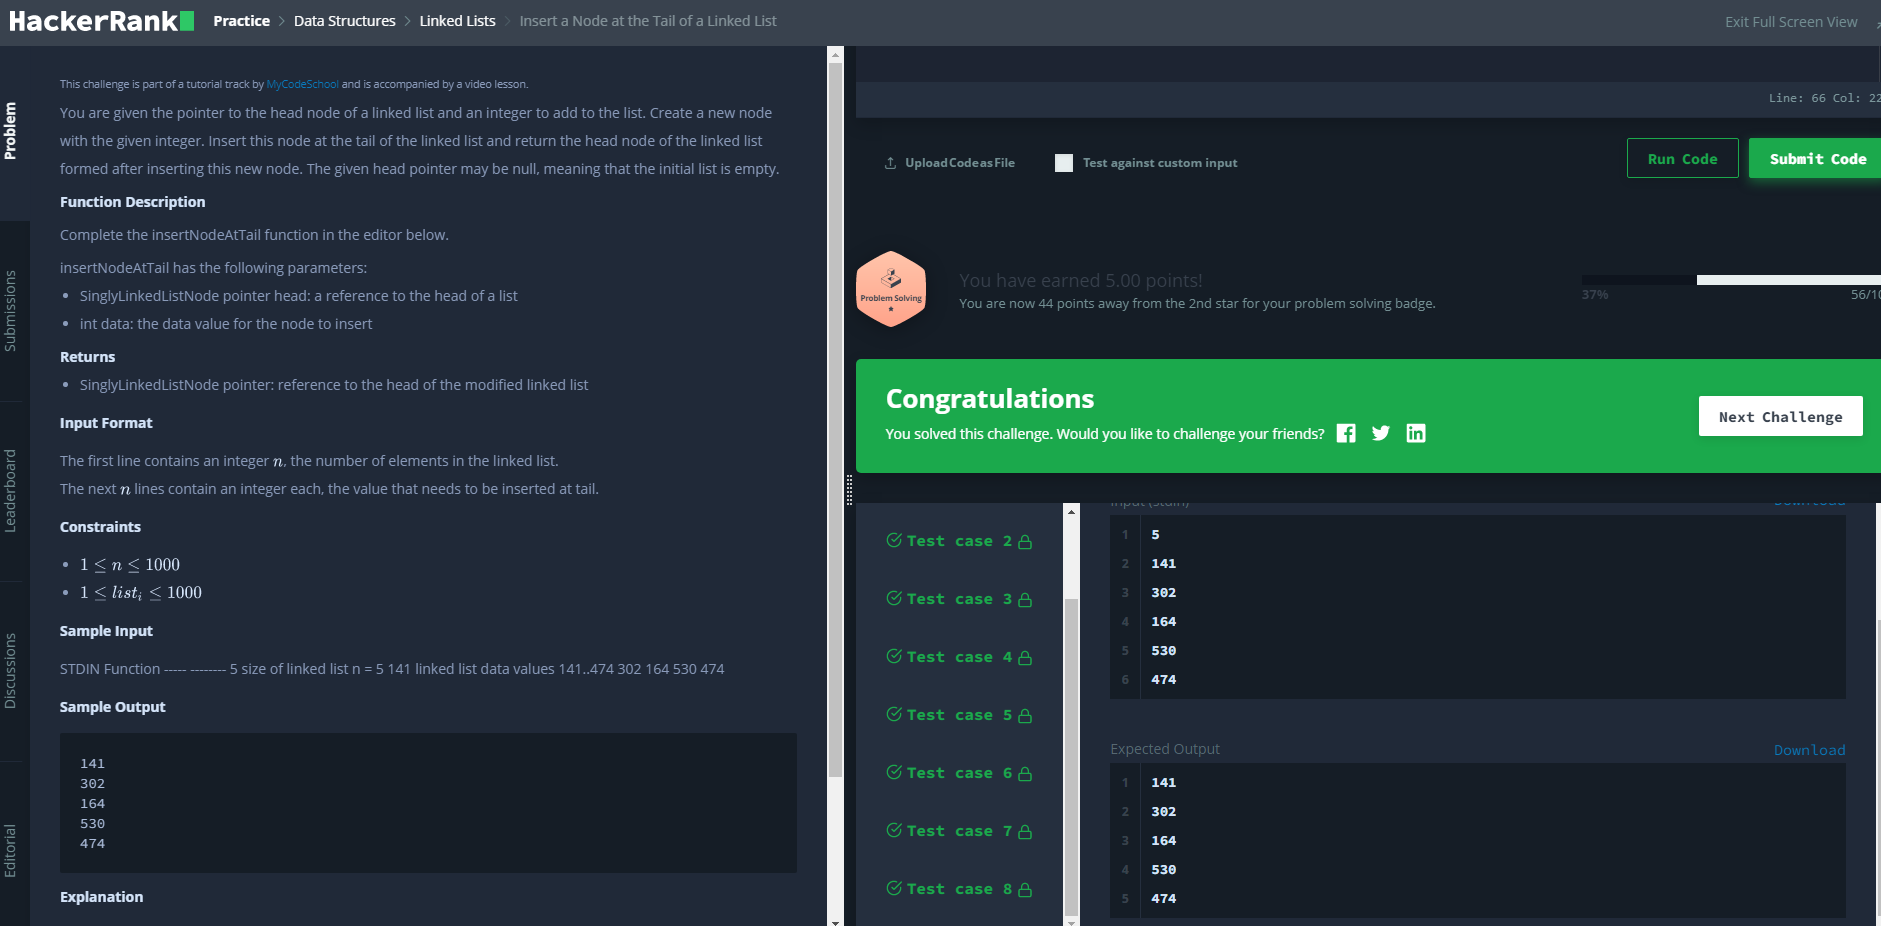 HackerRank Practice > Data Structures > Linked Lists > Insert a Node at the Tail of a Linked List
Exit Full Screen View
Problem
Submissions
Leaderboard
Discussions
Editorial
This challenge is part of a tutorial track by MyCodeSchool and is accompanied by a video lesson.
You are given the pointer to the head node of a linked list and an integer to add to the list. Create a new node
with the given integer. Insert this node at the tail of the linked list and return the head node of the linked list
formed after inserting this new node. The given head pointer may be null, meaning that the initial list is empty.
Function Description
Complete the insertNodeAtTail function in the editor below.
insertNodeAtTail has the following parameters:
• SinglyLinkedListNode pointer head: a reference to the head of a list
• int data: the data value for the node to insert
Returns
• SinglyLinkedListNode pointer: reference to the head of the modified linked list
Input Format
The first line contains an integer n, the number of elements in the linked list.
The next n lines contain an integer each, the value that needs to be inserted at tail.
Constraints
• 1 ≤ n ≤ 1000
• 1 ≤ listᵢ ≤ 1000
Sample Input
STDIN Function ----- -------- 5 size of linked list n = 5 141 linked list data values 141..474 302 164 530 474
Sample Output
141
302
164
530
474
Explanation
Line: 66 Col: 22
Upload Code as File
Test against custom input
Run Code
Submit Code
Problem Solving
You have earned 5.00 points!
You are now 44 points away from the 2nd star for your problem solving badge.
37%
56/10
Congratulations
You solved this challenge. Would you like to challenge your friends?
Next Challenge
Test case 2
Test case 3
Test case 4
Test case 5
Test case 6
Test case 7
Test case 8
Input (stdin)
Download
1 5
2 141
3 302
4 164
5 530
6 474
Expected Output
Download
1 141
2 302
3 164
4 530
5 474